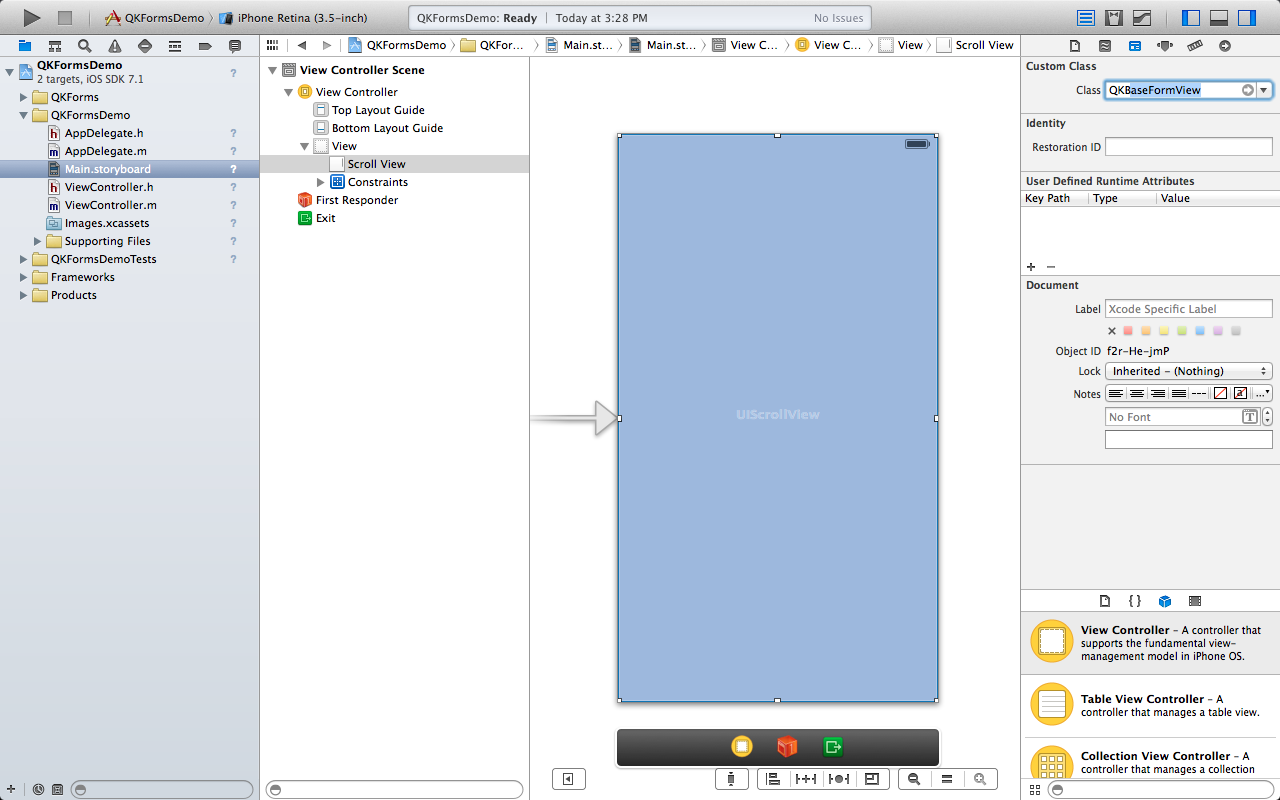 QKFormsDemo
iPhone Retina (3.5-inch)
QKFormsDemo: Ready
Today at 3:28 PM
No Issues
QKFormsDemo
QKFor...
Main.st...
Main.st...
View C...
View C...
View
Scroll View
QKFormsDemo
2 targets, iOS SDK 7.1
?
QKForms
QKFormsDemo
AppDelegate.h
?
AppDelegate.m
?
Main.storyboard
?
ViewController.h
?
ViewController.m
?
Images.xcassets
?
Supporting Files
?
QKFormsDemoTests
?
Frameworks
Products
View Controller Scene
View Controller
Top Layout Guide
Bottom Layout Guide
View
Scroll View
Constraints
First Responder
Exit
UIScrollView
Custom Class
Class
QKBaseFormView
Identity
Restoration ID
User Defined Runtime Attributes
Key Path
Type
Value
Document
Label
Xcode Specific Label
Object ID
f2r-He-jmP
Lock
Inherited - (Nothing)
Notes
No Font
View Controller - A controller that
supports the fundamental view-
management model in iPhone OS.
Table View Controller - A
controller that manages a table view.
Collection View Controller - A
controller that manages a collection